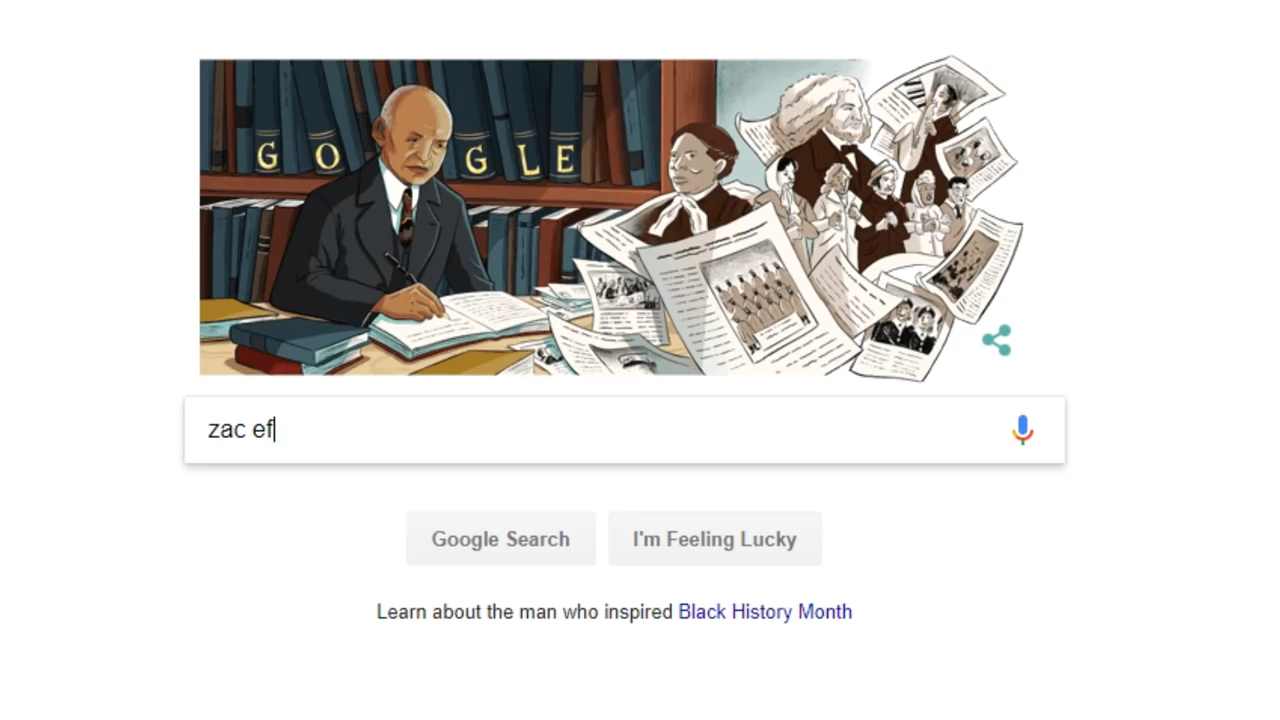 GOOGLE
zac ef
Google Search
I'm Feeling Lucky
Learn about the man who inspired Black History Month